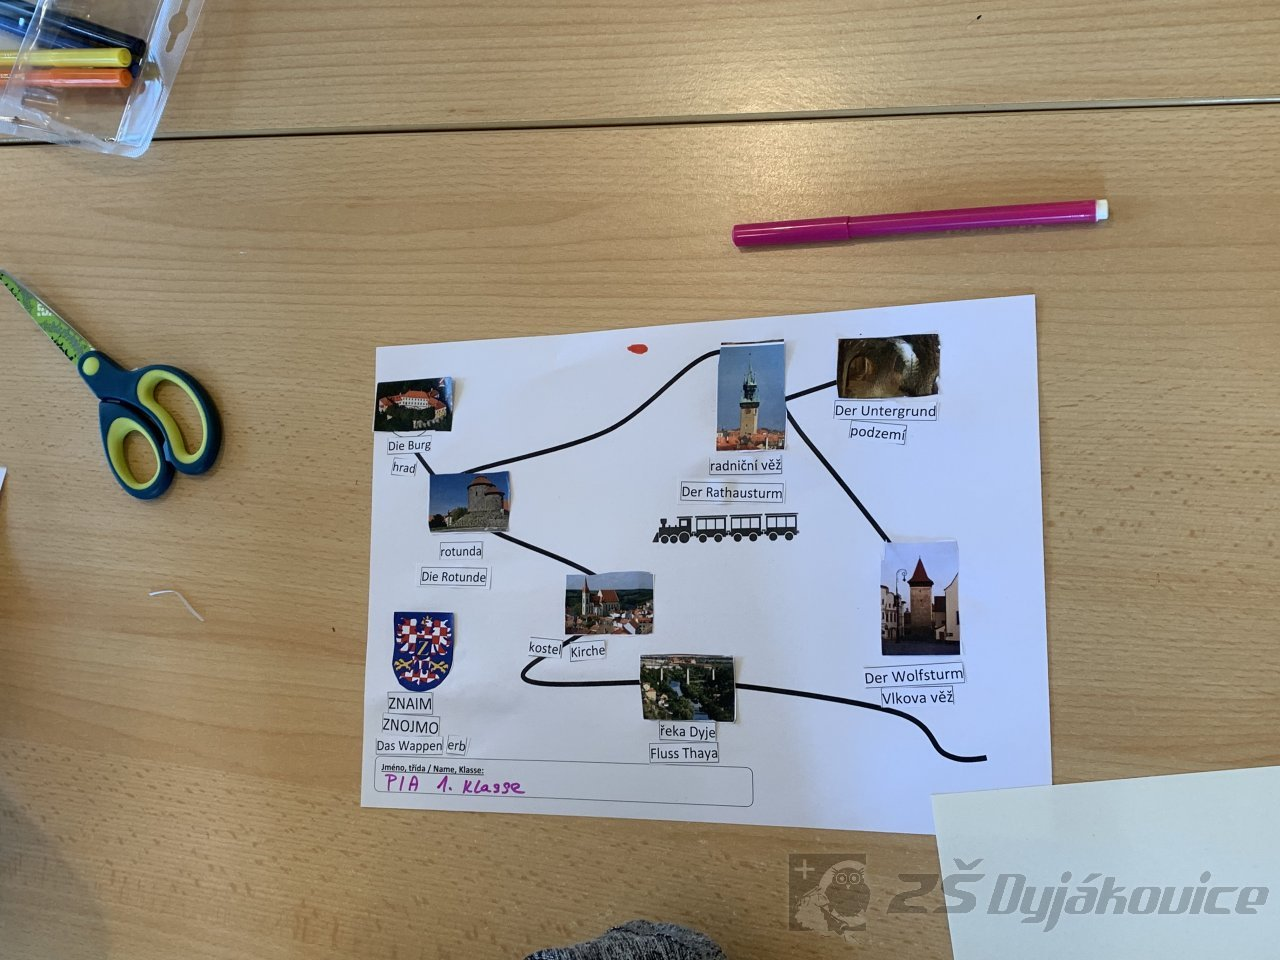 Die Burg
hrad
rotunda
Die Rotunde
radniční věž
Der Rathausturm
Der Untergrund
podzemí
kostel Kirche
řeka Dyje
Fluss Thaya
Der Wolfsturm
Vlkova věž
Z
ZNAIM
ZNOJMO
Das Wappen erb
Jméno, třída / Name, Klasse:
PIA 1. Klasse
ZŠ Dyjákovice